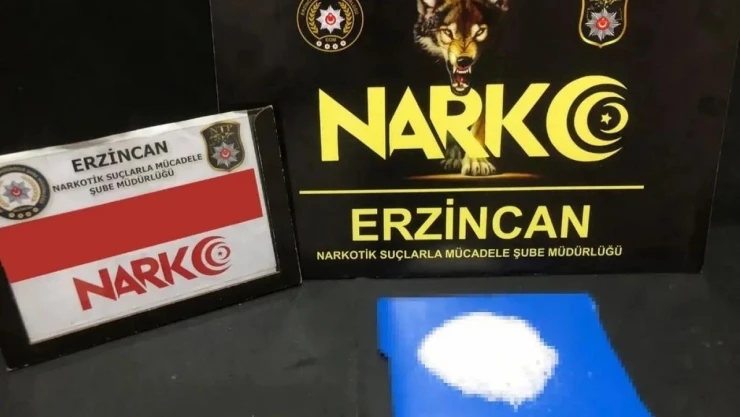 NARKO
ERZİNCAN
NARKOTİK SUÇLARLA MÜCADELE ŞUBE MÜDÜRLÜĞÜ
ERZİNCAN
NARKOTİK SUÇLARLA MÜCADELE
ŞUBE MÜDÜRLÜĞÜ
NARKO